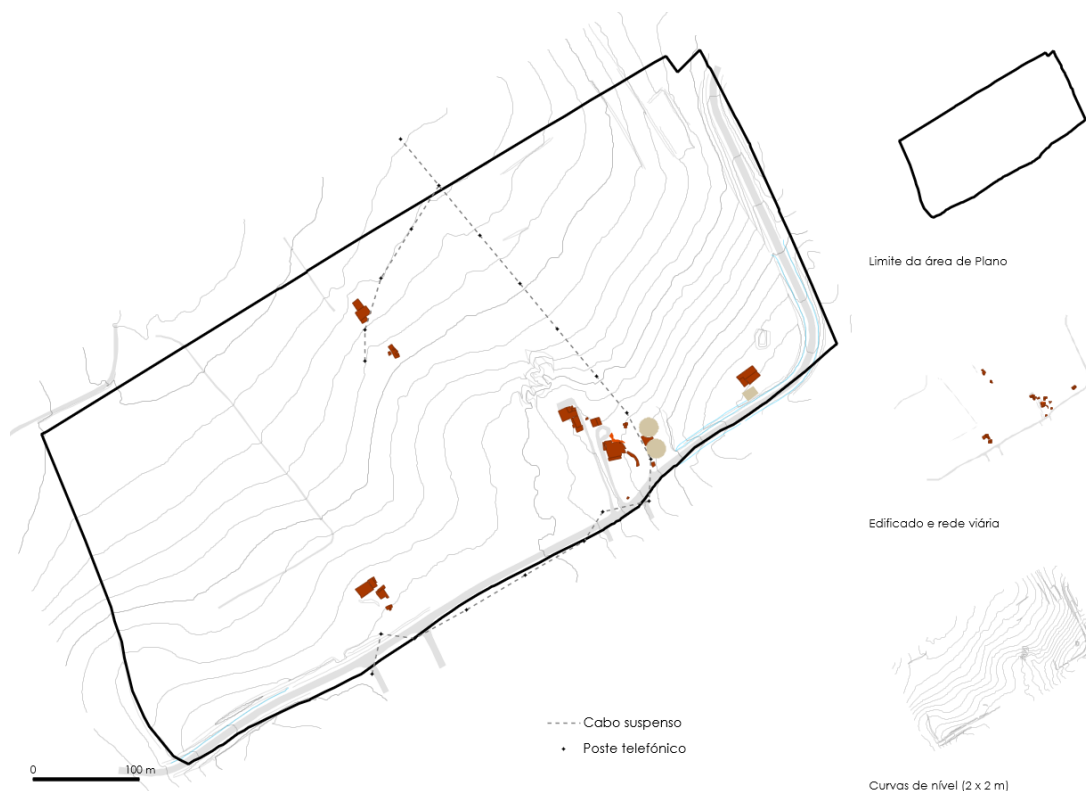 Limite da área de Plano
Edificado e rede viária
Cabo suspenso
Poste telefónico
0 100 m
Curvas de nível (2 x 2 m)